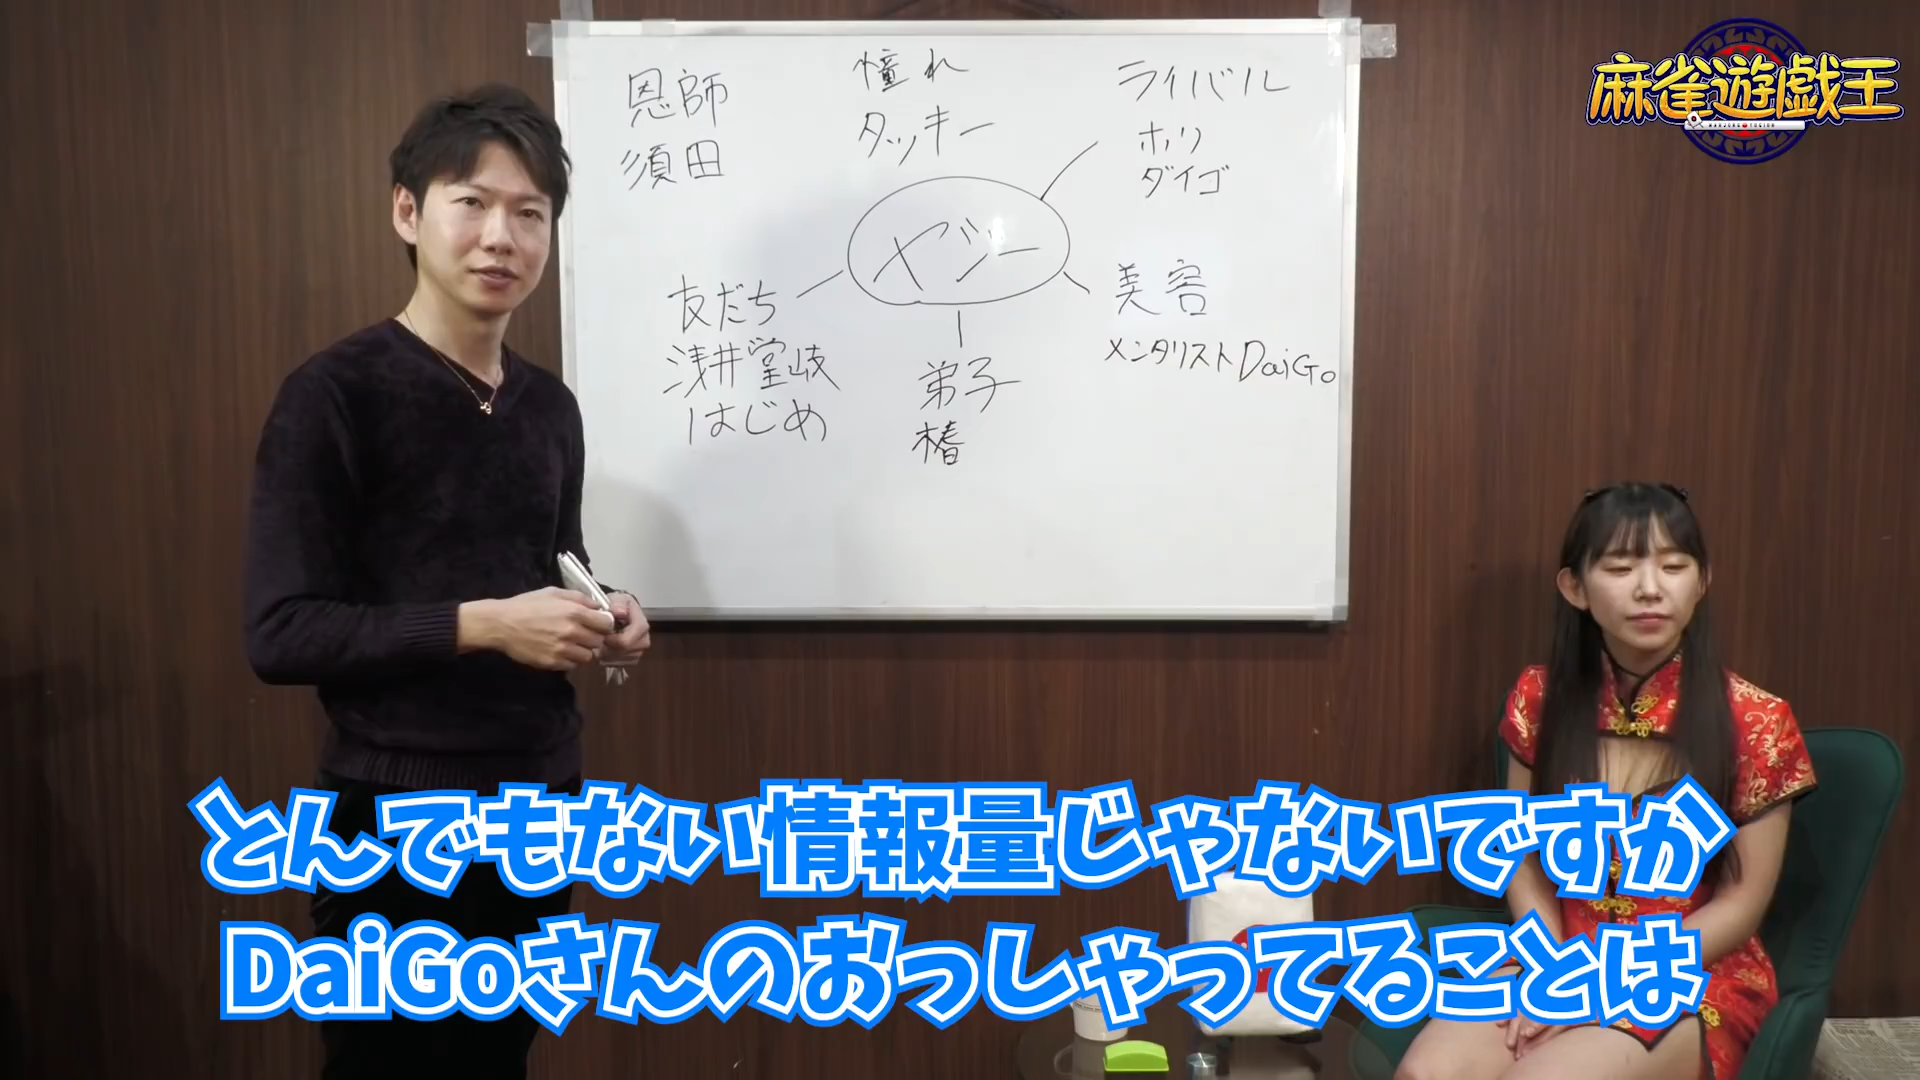 恩師
須田
憧れ
タッキー
ライバル
ホリ
ダイゴ
ヤジー
友だち
浅井堂岐
はじめ
弟子
椿
美容
メンタリストDaiGo
麻雀遊戯王
とんでもない情報量じゃないですか
DaiGoさんのおっしゃってることは